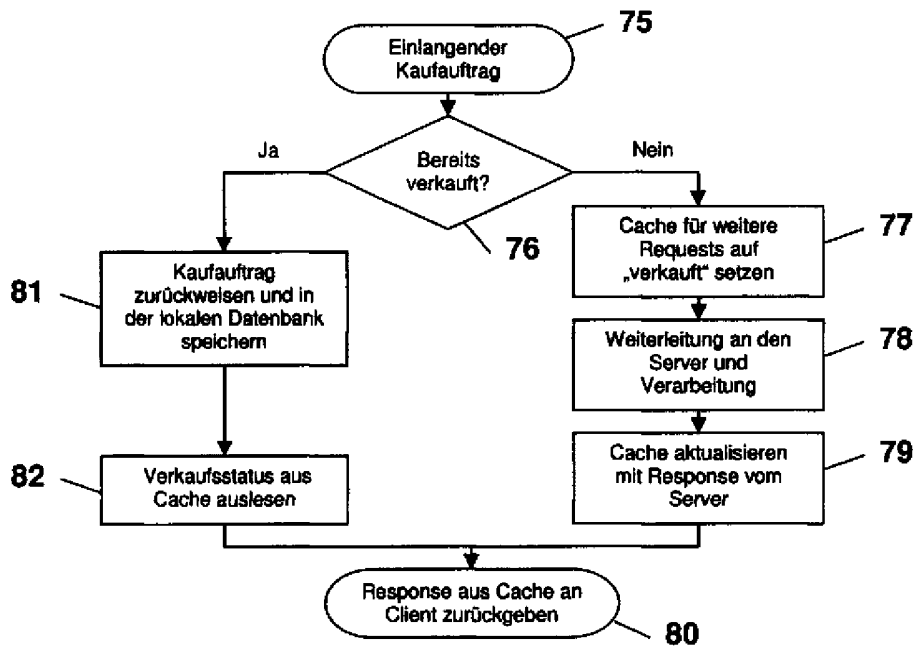 75
Einlangender
Kaufauftrag
Ja
Bereits
verkauft?
Nein
76
Cache für weitere
Requests auf
„verkauft“ setzen
77
81
Kaufauftrag
zurückweisen und in
der lokalen Datenbank
speichern
Weiterleitung an den
Server und
Verarbeitung
78
82
Verkaufsstatus aus
Cache auslesen
Cache aktualisieren
mit Response vom
Server
79
Response aus Cache an
Client zurückgeben
80